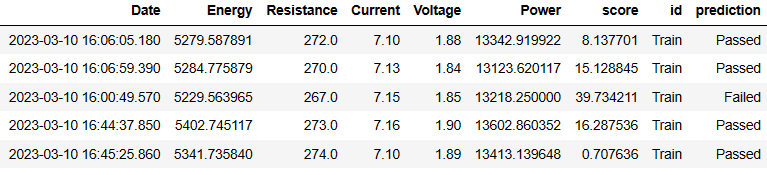 Date Energy Resistance Current Voltage Power score id prediction
2023-03-10 16:06:05.180 5279.587891 272.0 7.10 1.88 13342.919922 8.137701 Train Passed
2023-03-10 16:06:59.390 5284.775879 270.0 7.13 1.84 13123.620117 15.128845 Train Passed
2023-03-10 16:00:49.570 5229.563965 267.0 7.15 1.85 13218.250000 39.734211 Train Failed
2023-03-10 16:44:37.850 5402.745117 273.0 7.16 1.90 13602.860352 16.287536 Train Passed
2023-03-10 16:45:25.860 5341.735840 274.0 7.10 1.89 13413.139648 0.707636 Train Passed